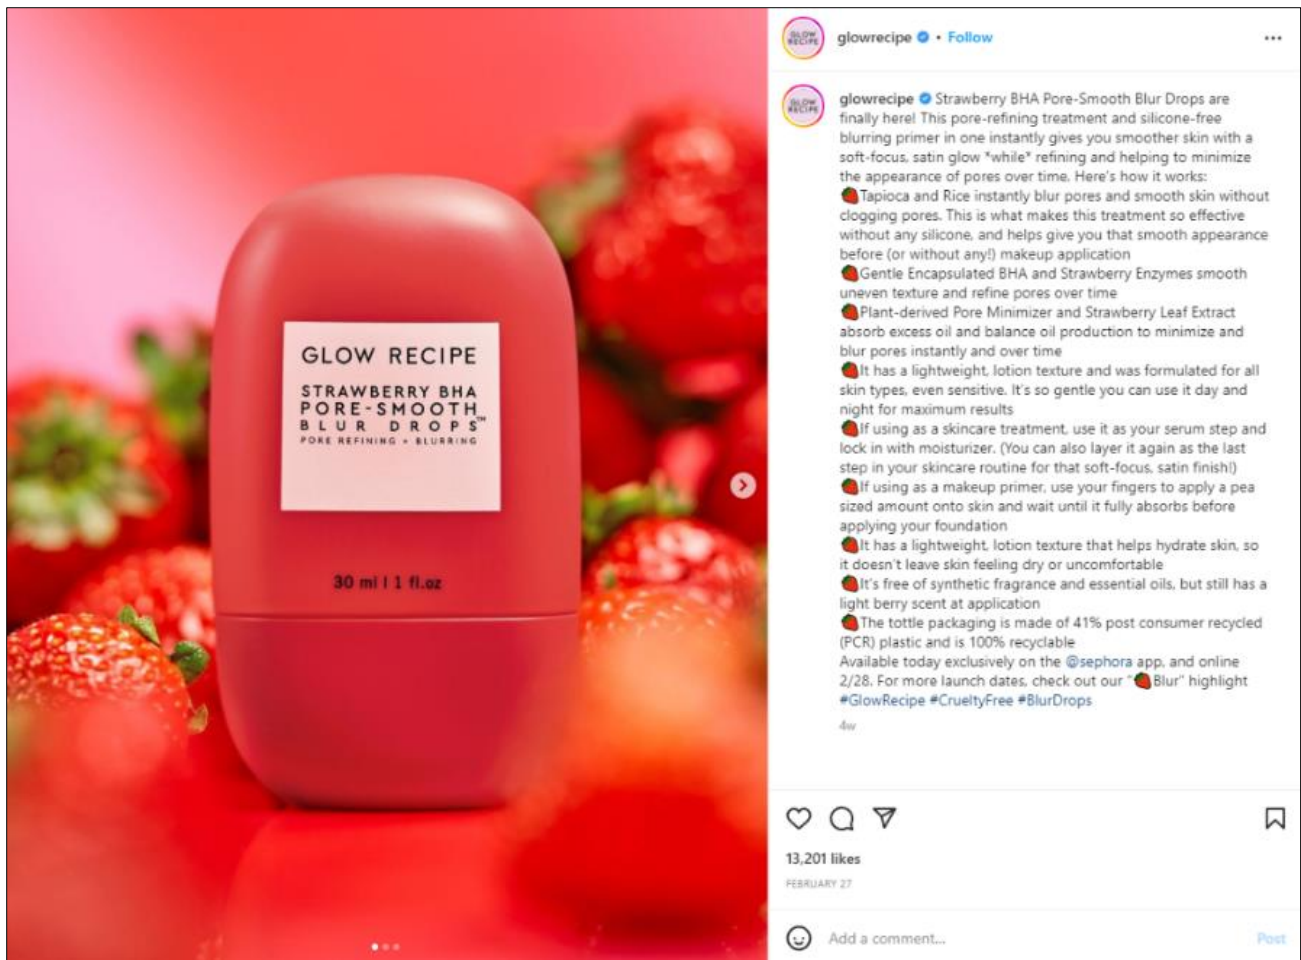 GLOW RECIPE
STRAWBERRY BHA
PORE-SMOOTH
BLUR DROPS™
PORE REFINING + BLURRING
30 ml | 1 fl.oz
glowrecipe • Follow
glowrecipe Strawberry BHA Pore-Smooth Blur Drops are
finally here! This pore-refining treatment and silicone-free
blurring primer in one instantly gives you smoother skin with a
soft-focus, satin glow *while* refining and helping to minimize
the appearance of pores over time. Here's how it works:
🍓Tapioca and Rice instantly blur pores and smooth skin without
clogging pores. This is what makes this treatment so effective
without any silicone, and helps give you that smooth appearance
before (or without any!) makeup application
🍓Gentle Encapsulated BHA and Strawberry Enzymes smooth
uneven texture and refine pores over time
🍓Plant-derived Pore Minimizer and Strawberry Leaf Extract
absorb excess oil and balance oil production to minimize and
blur pores instantly and over time
🍓It has a lightweight, lotion texture and was formulated for all
skin types, even sensitive. It's so gentle you can use it day and
night for maximum results
🍓If using as a skincare treatment, use it as your serum step and
lock in with moisturizer. (You can also layer it again as the last
step in your skincare routine for that soft-focus, satin finish!)
🍓If using as a makeup primer, use your fingers to apply a pea
sized amount onto skin and wait until it fully absorbs before
applying your foundation
🍓It has a lightweight, lotion texture that helps hydrate skin, so
it doesn't leave skin feeling dry or uncomfortable
🍓It's free of synthetic fragrance and essential oils, but still has a
light berry scent at application
🍓The tottle packaging is made of 41% post consumer recycled
(PCR) plastic and is 100% recyclable
Available today exclusively on the @sephora app, and online
2/28. For more launch dates, check out our "🍓Blur" highlight
#GlowRecipe #CrueltyFree #BlurDrops
4w
13,201 likes
FEBRUARY 27
Add a comment...
Post